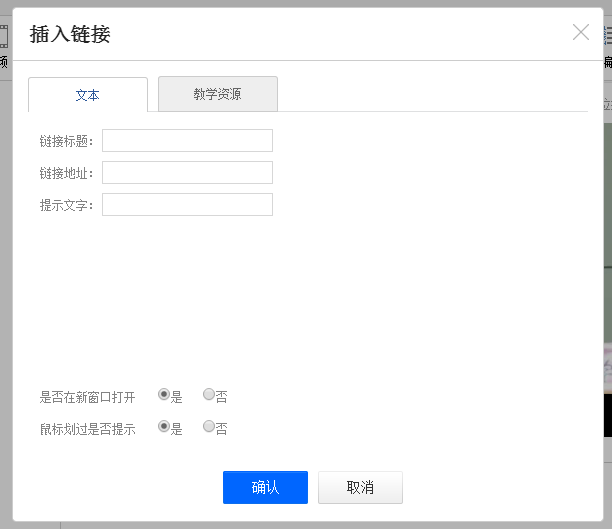 插入链接
文本
教学资源
链接标题：
链接地址：
提示文字：
是否在新窗口打开 是 否
鼠标划过是否提示 是 否
确认 取消